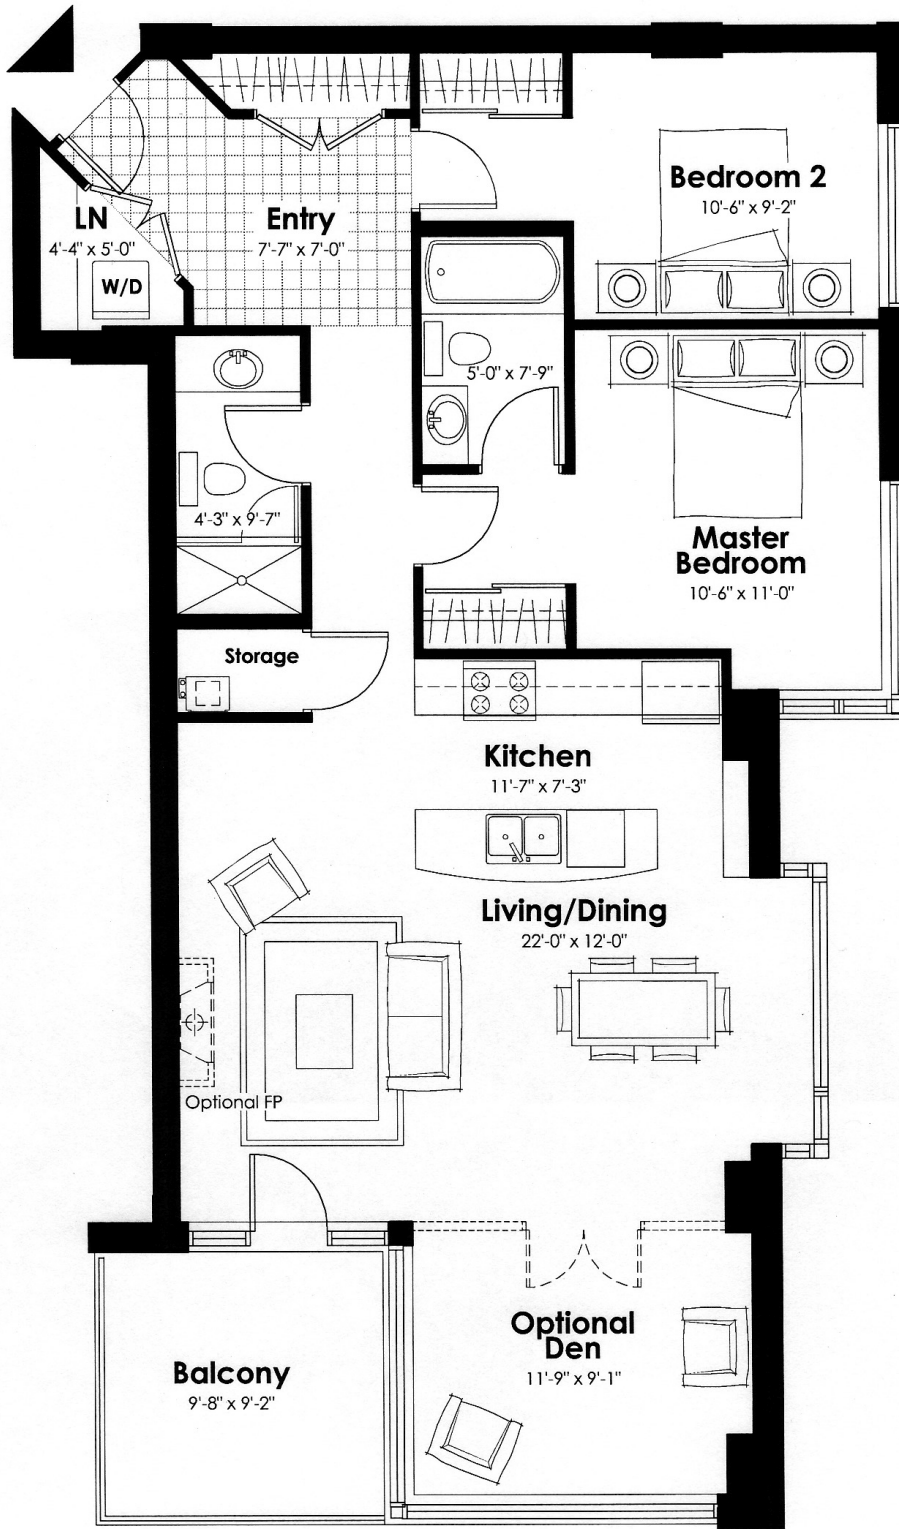 Bedroom 2
10'-6" x 9'-2"
LN
4'-4" x 5'-0"
W/D
Entry
7'-7" x 7'-0"
5'-0" x 7'-9"
4'-3" x 9'-7"
Master
Bedroom
10'-6" x 11'-0"
Storage
Kitchen
11'-7" x 7'-3"
Living/Dining
22'-0" x 12'-0"
Optional FP
Optional
Den
11'-9" x 9'-1"
Balcony
9'-8" x 9'-2"